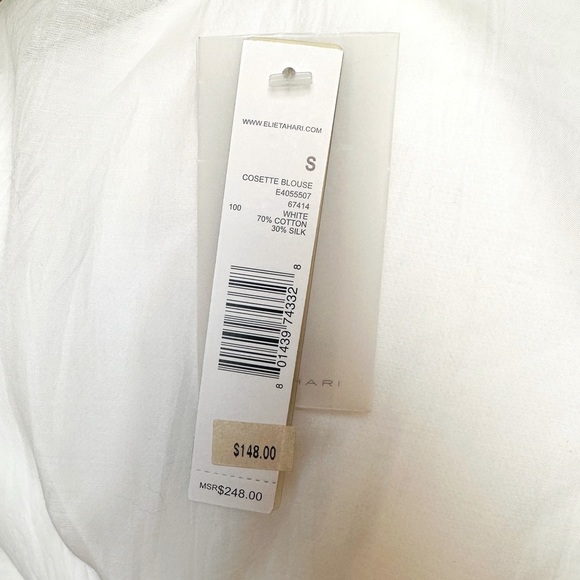 WWW.ELIETAHARI.COM
S
COSETTE BLOUSE
E4055507
67414
100 WHITE
70% COTTON
30% SILK
8 01439 74332 8
HARI
$148.00
MSR$248.00